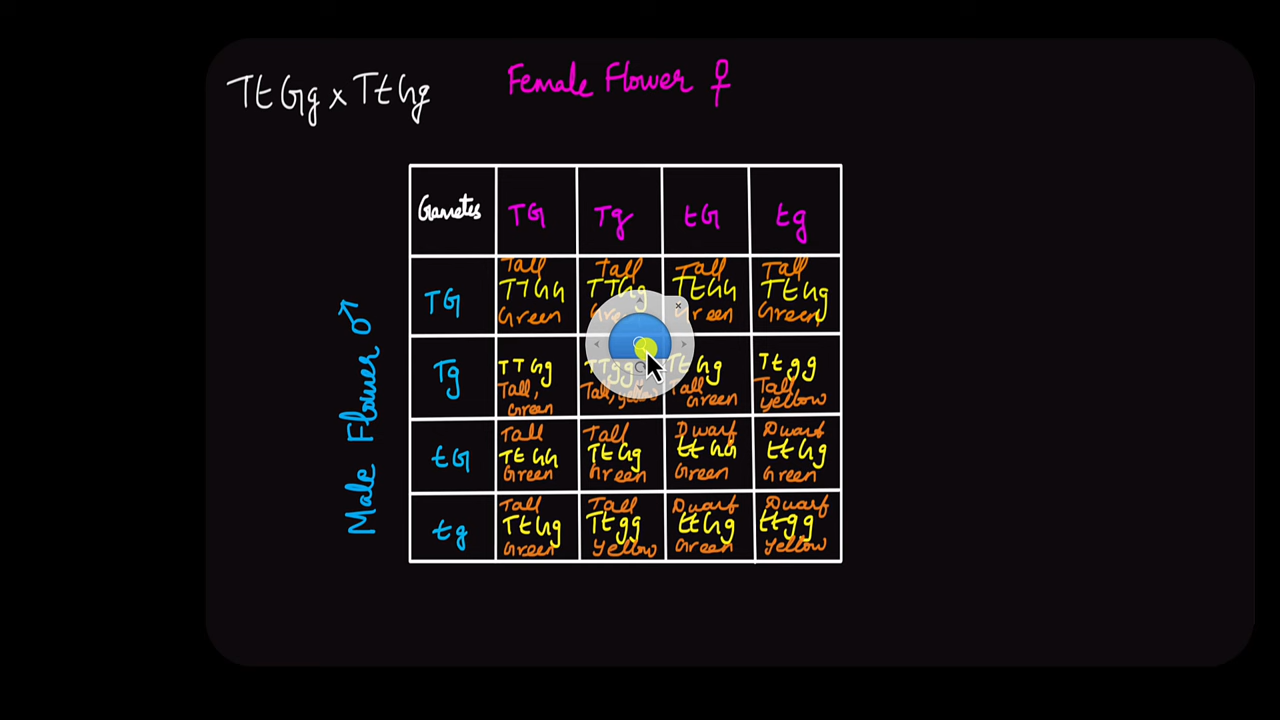 TtGg x TtGg
Female Flower ♀
Male Flower ♂
Gametes TG Tg tG tg
TG
Tall
TTGG
Green
Tall
TTGg
Tall
TtGG
Green
Tall
TtGg
Green
Tg
TTGg
Tall,
Green
TTgg
Tall, yellow
TtGg
Tall
Green
Ttgg
Tall
yellow
tG
Tall
TtGG
Green
Tall
TtGg
Green
Dwarf
ttGG
Green
Dwarf
ttGg
Green
tg
Tall
TtGg
Green
Tall
Ttgg
Yellow
Dwarf
ttGg
Green
Dwarf
ttgg
Yellow